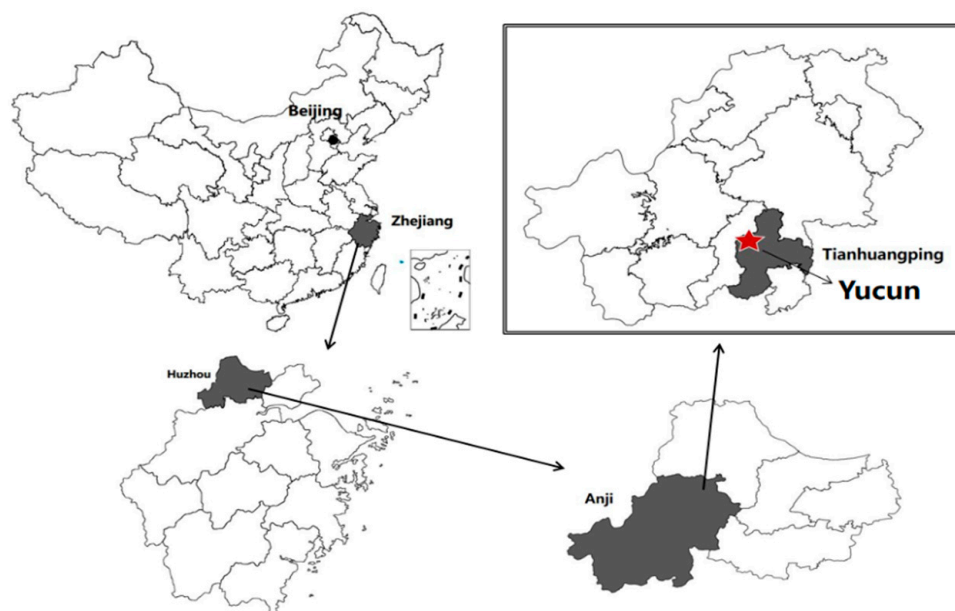 Beijing
Zhejiang
Tianhuangping
Yucun
Huzhou
Anji